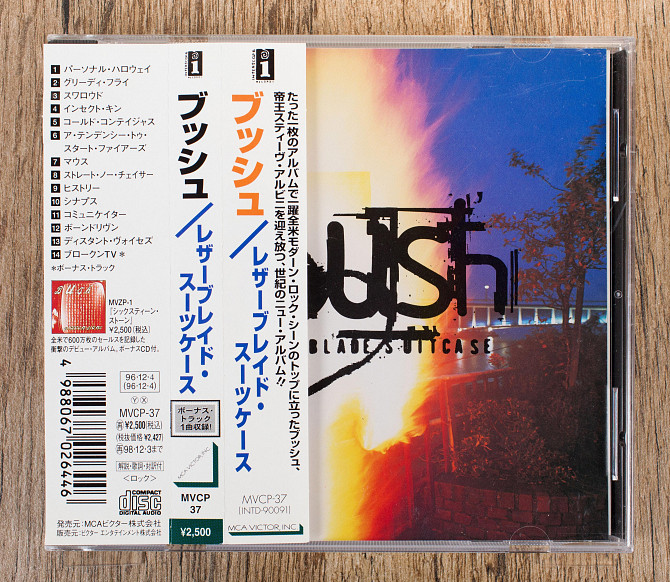 1 パーソナル・ハロウェイ
2 グリーディ・フライ
3 スワロウド
4 インセクト・キン
5 コールド・コンテイジャス
6 ア・テンデンシー・トゥ・
スタート・ファイアーズ
7 マウス
8 ストレート・ノー・チェイサー
9 ヒストリー
10 シナプス
11 コミュニケイター
12 ボーンドリヴン
13 ディスタント・ヴォイセズ
14 ブロークンTV *
*ボーナス・トラック
BUSH
MVZP-1
『シックスティーン・
ストーン』
¥2,500(税込)
全米で600万枚のセールスを記録した
衝撃のデビュー・アルバム。ボーナスCD付。
4988067026446
96・12・4
(96・12・4)
Y X
MVCP-37
再¥2,500(税込)
(税抜価格 ¥2,427)
再98・12・3まで
解説・歌詞・対訳付
<ロック>
COMPACT
disc
DIGITAL AUDIO
発売元:MCAビクター株式会社
販売元:ビクター エンタテインメント株式会社
i
ブッシュ/レザーブレイド・
スーツケース
ボーナス・
トラック
1曲収録!
MCA VICTOR, INC.
MVCP
37
¥2,500
i
たった一枚のアルバムで一躍全米モダーン・ロック・シーンのトップに立ったブッシュ、
帝王スティーヴ・アルビニを迎え放つ、世紀のニュー・アルバム!!
ブッシュ/レザーブレイド・
スーツケース
MVCP-37
(INTD-90091)
MCA VICTOR, INC.
ush
BLADE SUITCASE